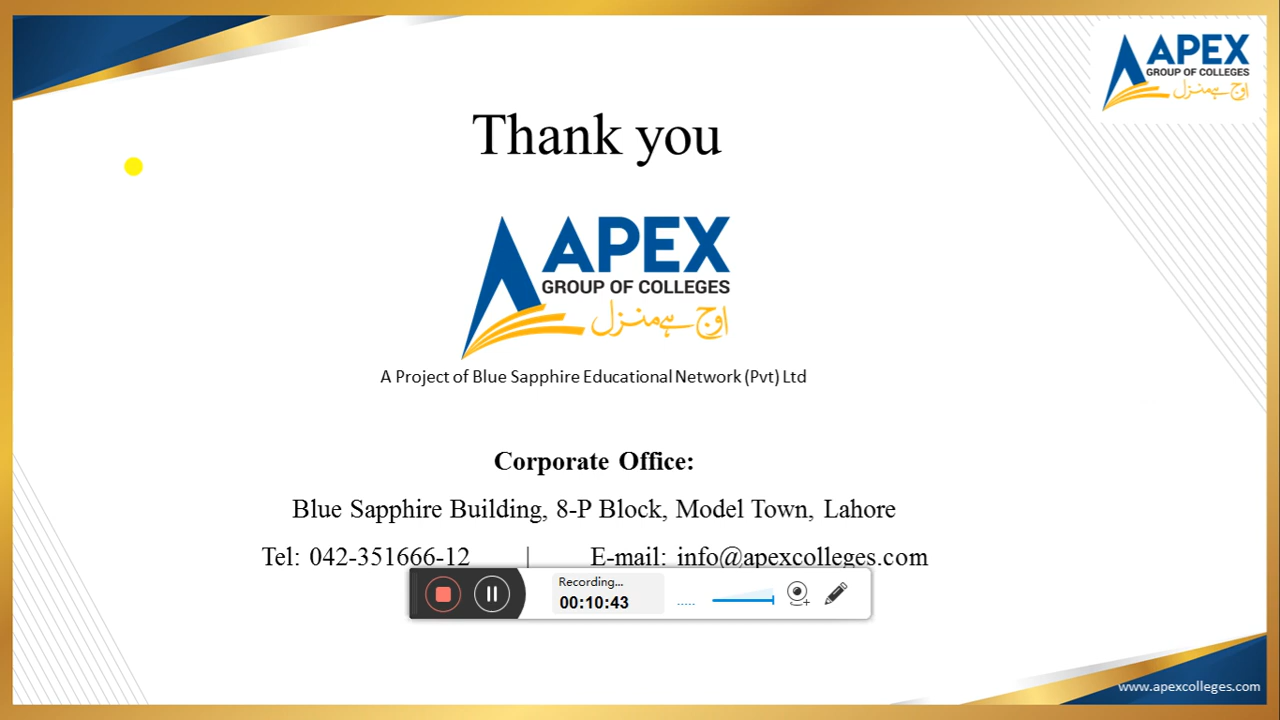 APEX
GROUP OF COLLEGES
اوج ہے منزل
Thank you
APEX
GROUP OF COLLEGES
اوج ہے منزل
A Project of Blue Sapphire Educational Network (Pvt) Ltd
Corporate Office:
Blue Sapphire Building, 8-P Block, Model Town, Lahore
Tel: 042-351666-12 | E-mail: info@apexcolleges.com
Recording...
00:10:43
www.apexcolleges.com